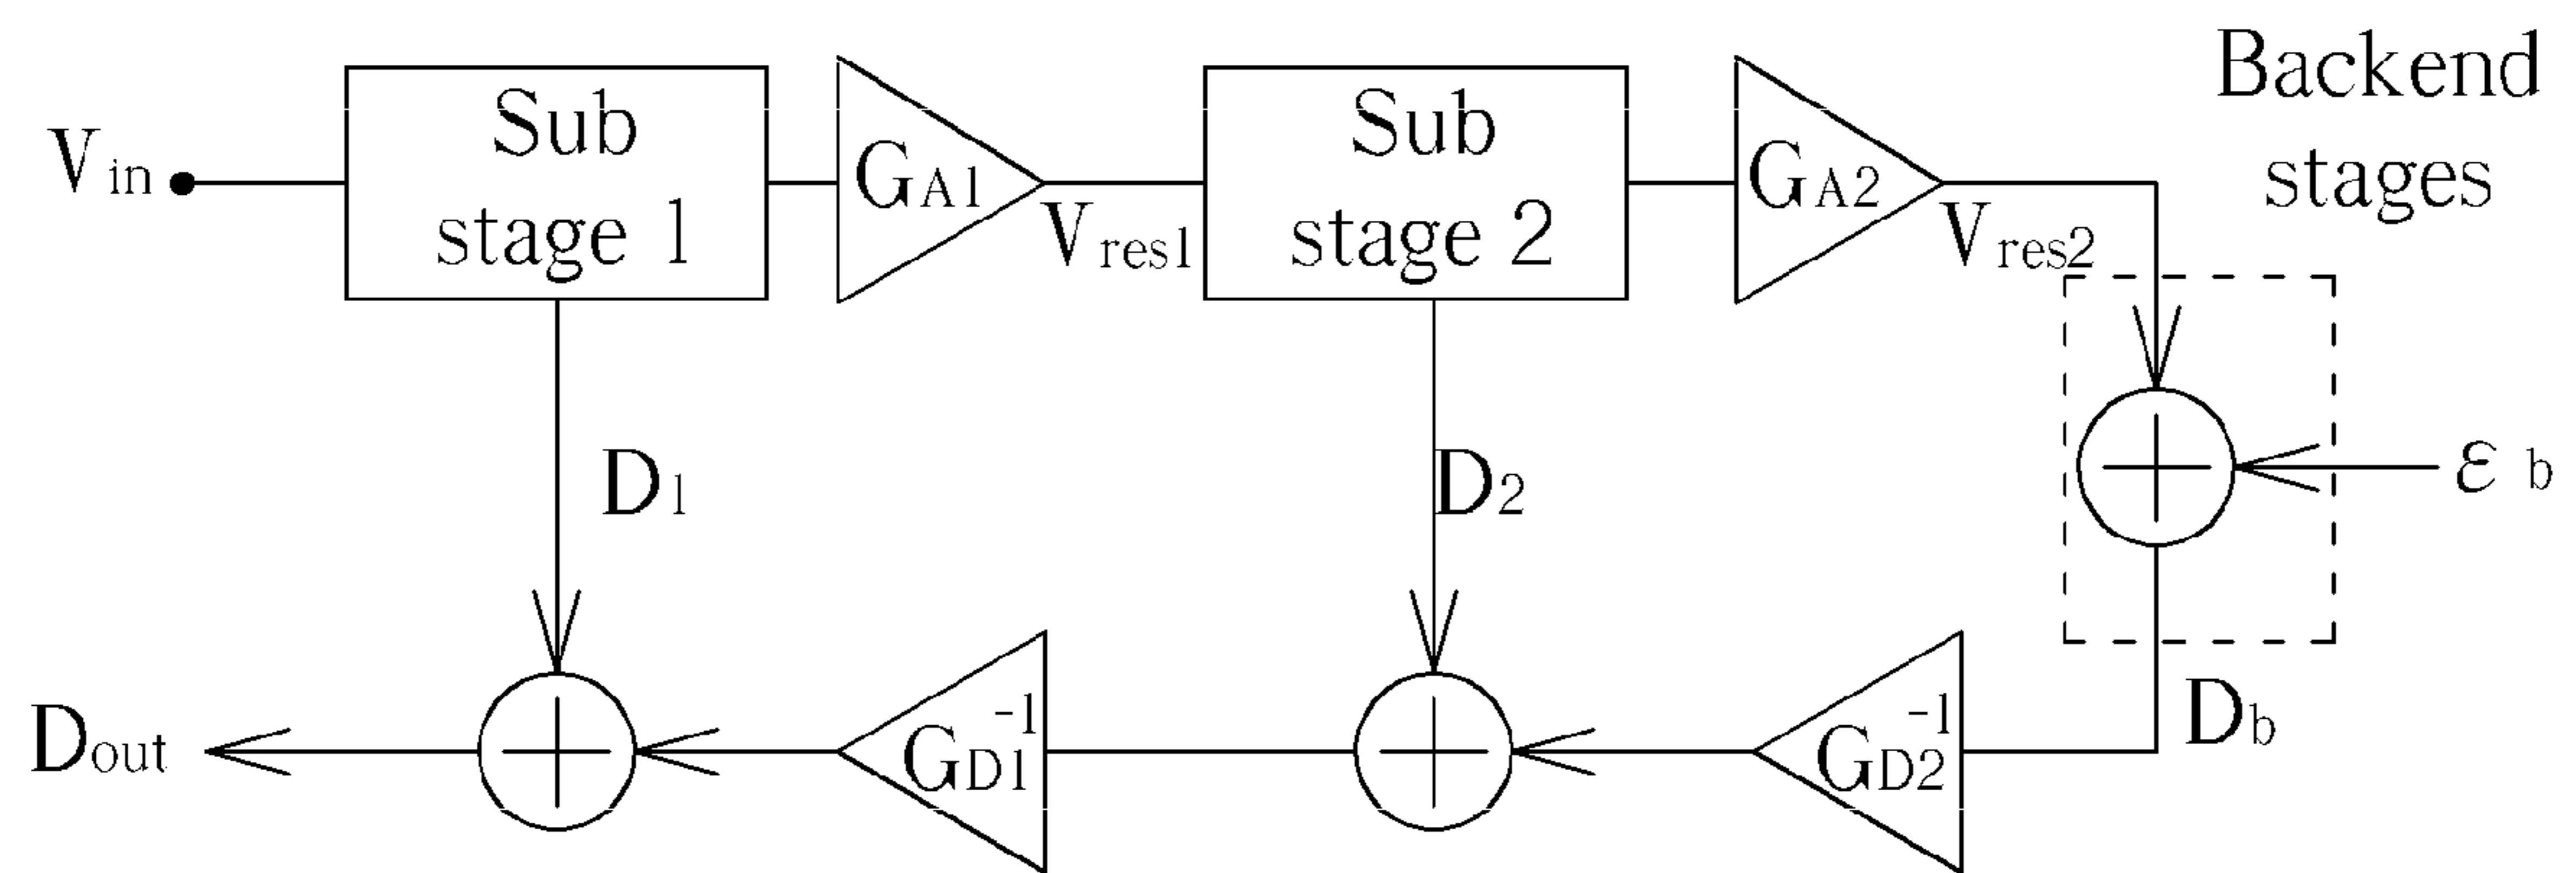 Backend
stages
Vin
Sub
stage 1
GA1
Vres1
Sub
stage 2
GA2
Vres2
D1
D2
ε b
Dout
GD1-1
GD2-1
Db